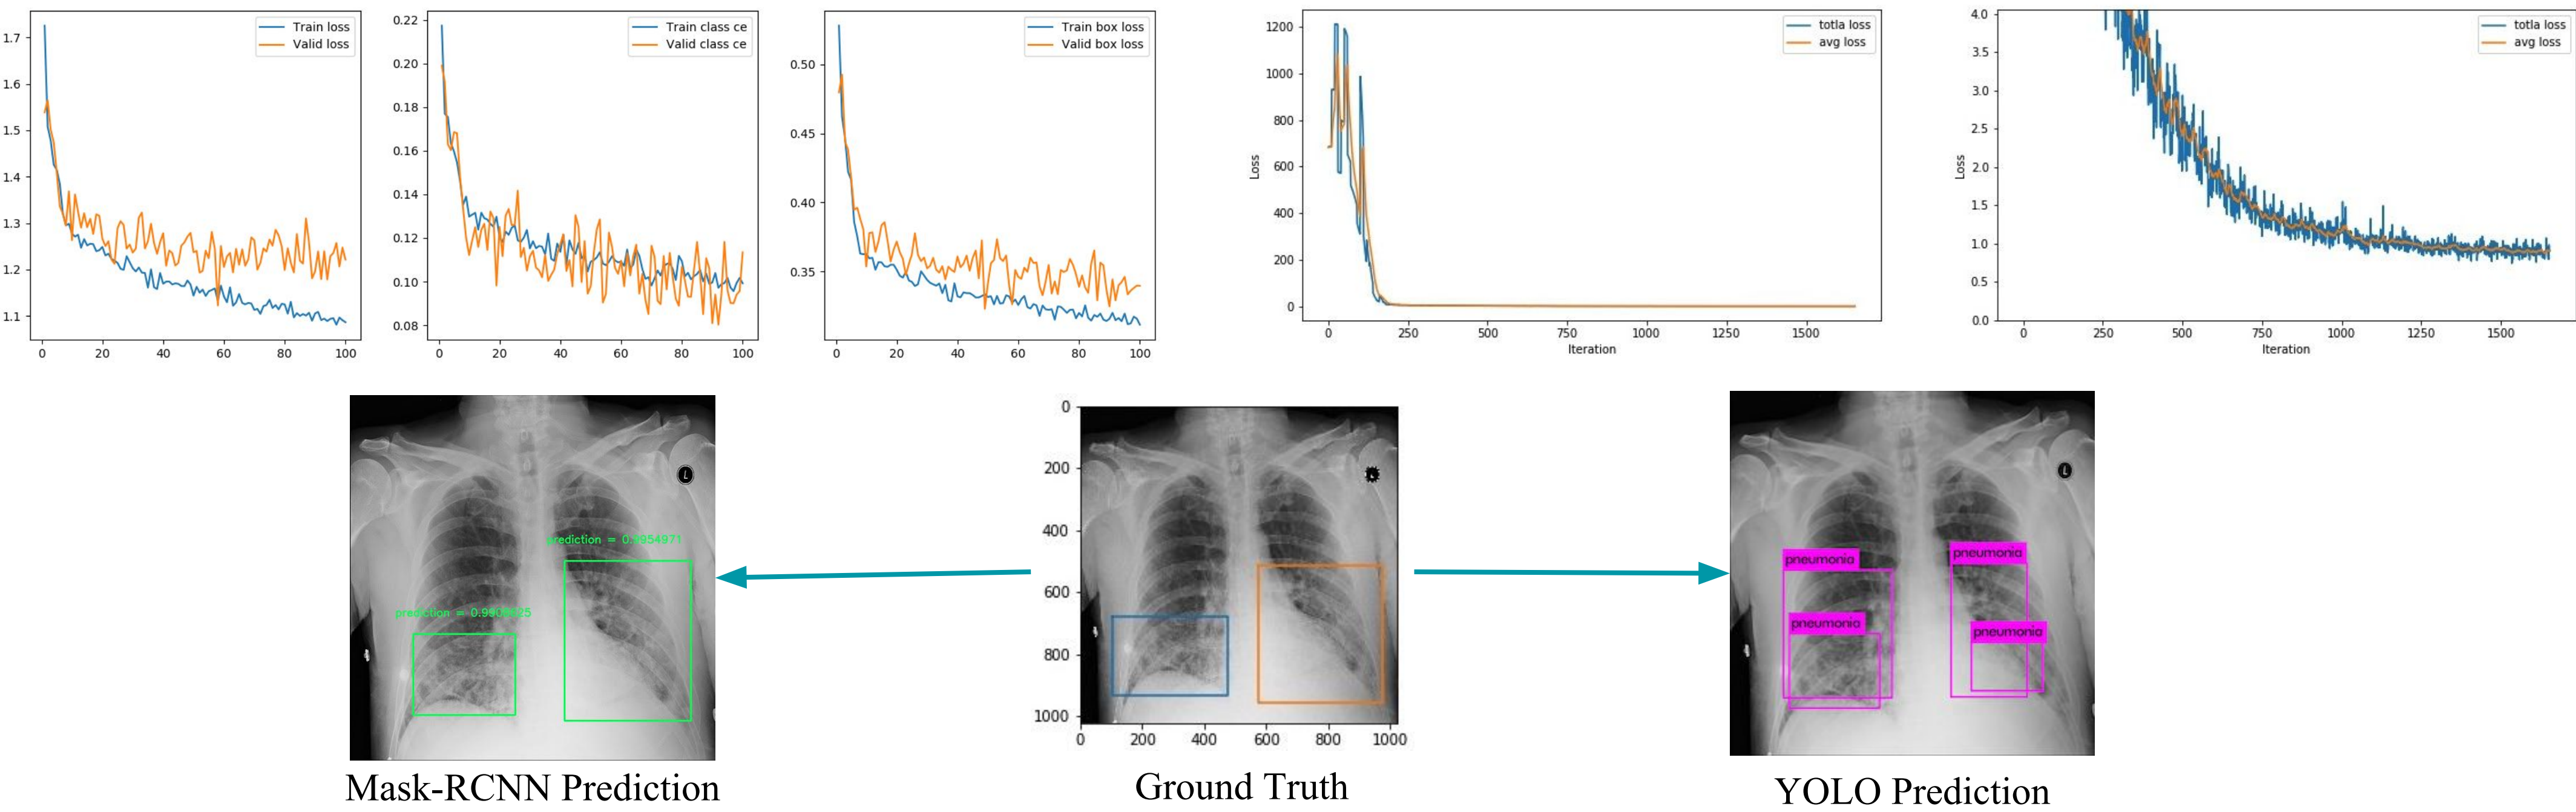 Train loss
Valid loss
1.7
1.6
1.5
1.4
1.3
1.2
1.1
0 20 40 60 80 100
Train class ce
Valid class ce
0.22
0.20
0.18
0.16
0.14
0.12
0.10
0.08
0 20 40 60 80 100
Train box loss
Valid box loss
0.50
0.45
0.40
0.35
0 20 40 60 80 100
totla loss
avg loss
Loss
1200
1000
800
600
400
200
0
0 250 500 750 1000 1250 1500
Iteration
totla loss
avg loss
Loss
4.0
3.5
3.0
2.5
2.0
1.5
1.0
0.5
0.0
0 250 500 750 1000 1250 1500
Iteration
L
prediction = 0.9954971
prediction =
Mask-RCNN Prediction
0
200
400
600
800
1000
0 200 400 600 800 1000
L
Ground Truth
L
pneumonia
pneumonia
pneumonia
pneumonia
YOLO Prediction